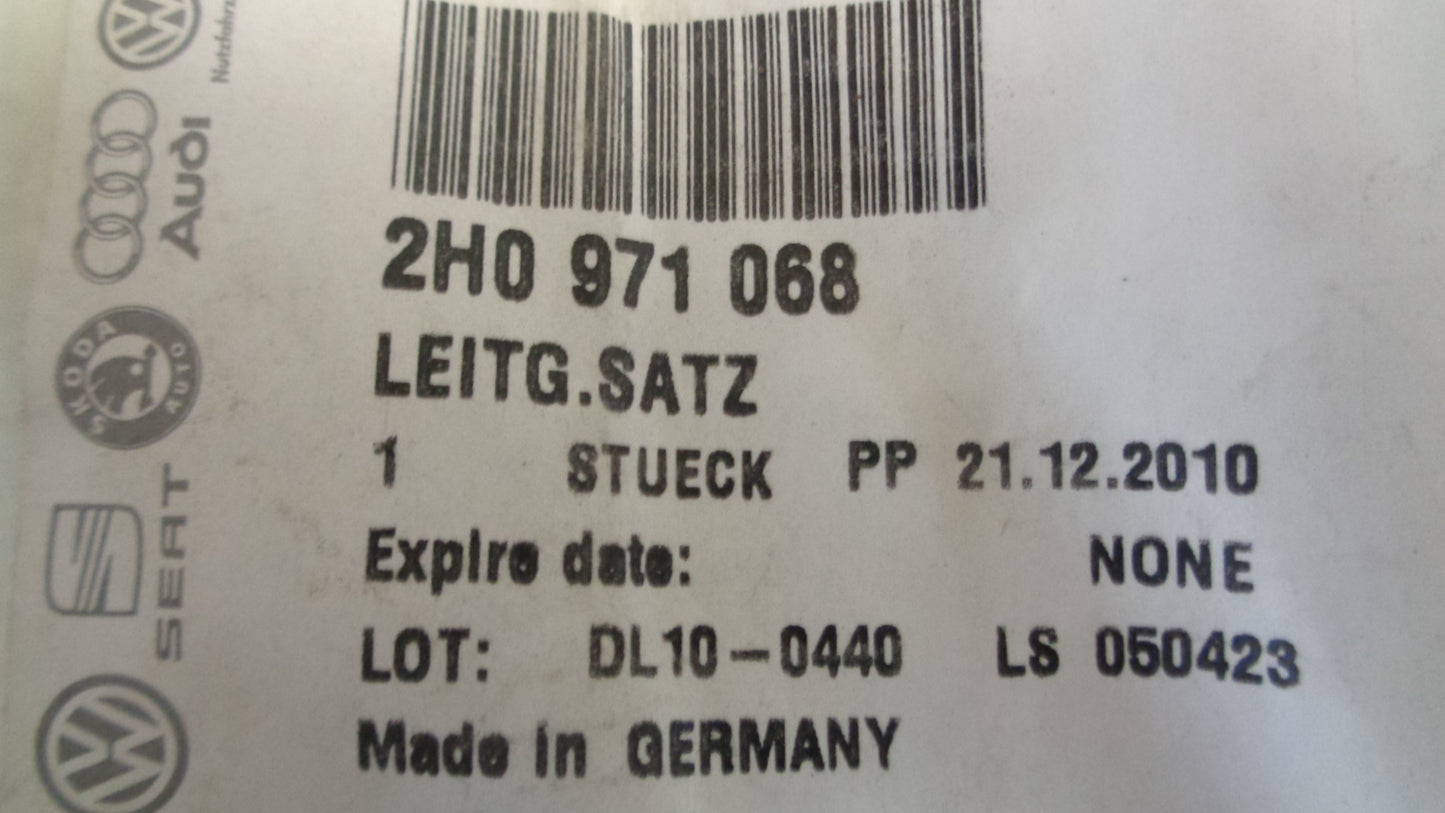 2H0 971 068
LEITG.SATZ
1 STUECK PP 21.12.2010
Expire date: NONE
LOT: DL10-0440 LS 050423
Made in GERMANY
Audi
SKODA AUTO
SEAT